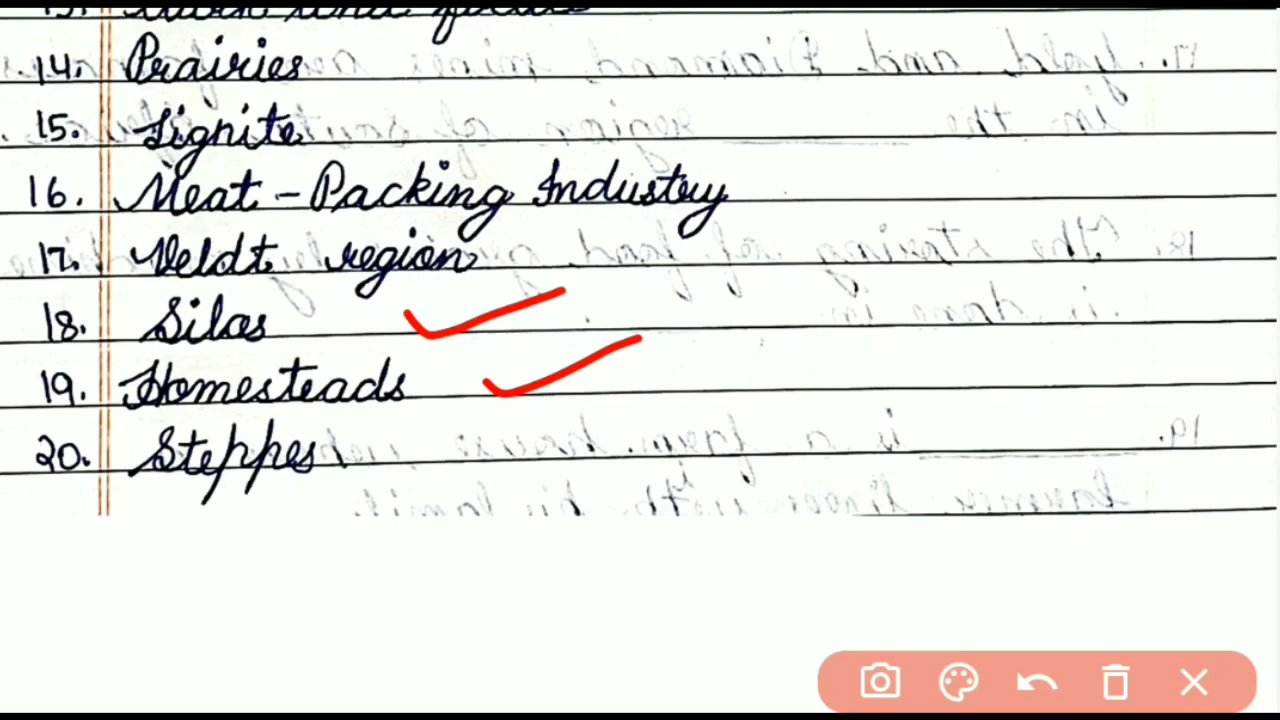 14. Prairies
15. Lignite
16. Meat - Packing Industry
17. Veldt region
18. Silos
19. Homesteads
20. Steppes